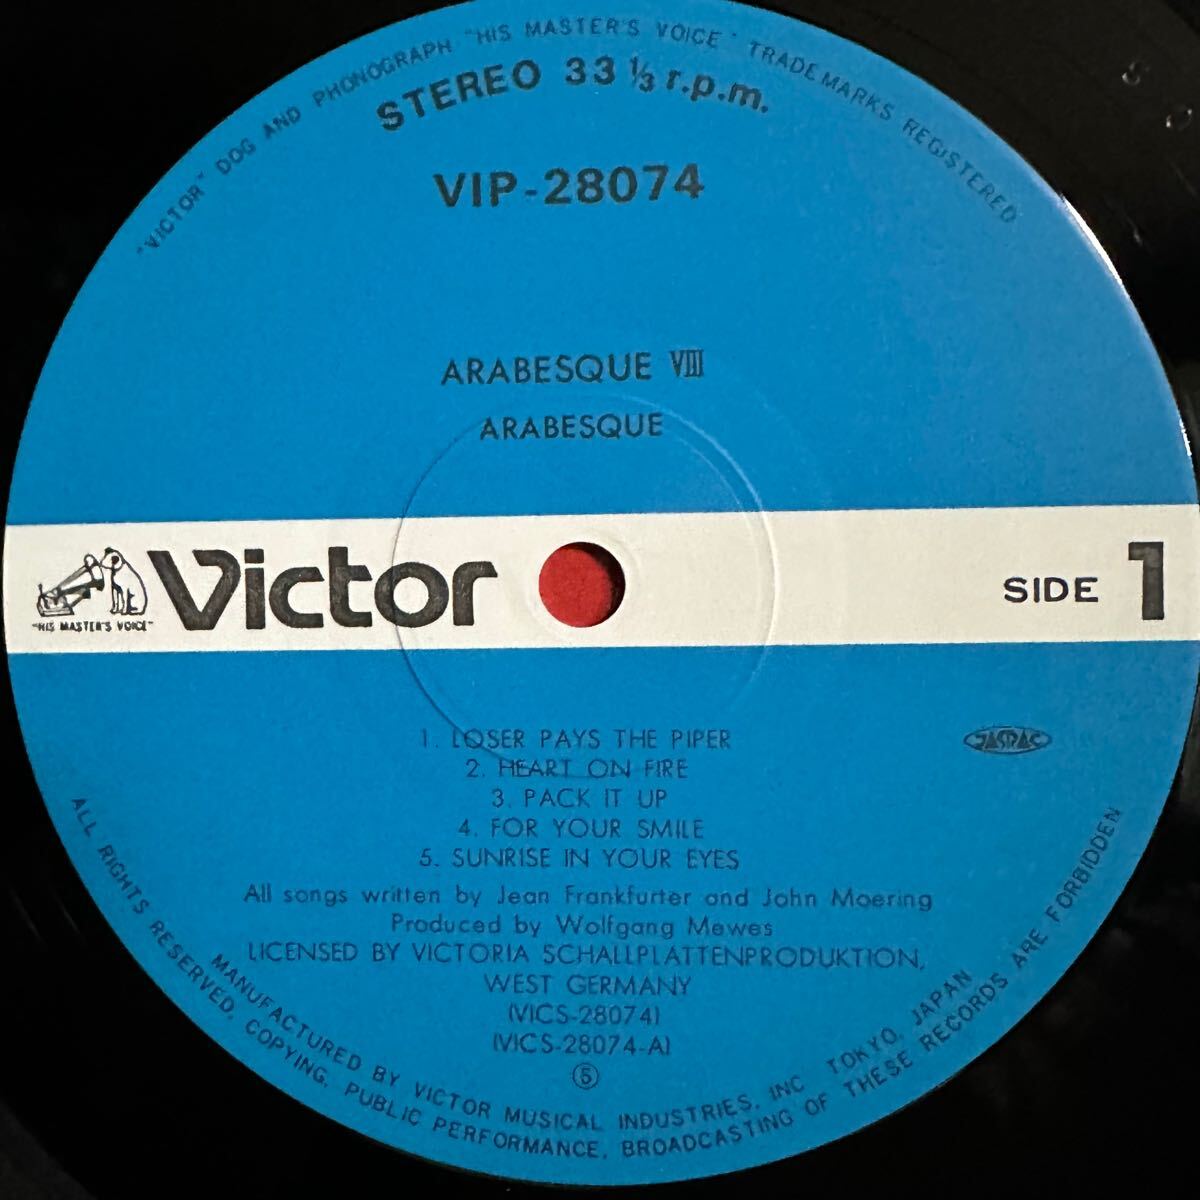 "VICTOR" DOG AND PHONOGRAPH "HIS MASTER'S VOICE" TRADE MARKS REGISTERED
STEREO 33 ⅓ r.p.m.
VIP-28074
ARABESQUE VIII
ARABESQUE
"HIS MASTER'S VOICE"
Victor
SIDE 1
1. LOSER PAYS THE PIPER
2. HEART ON FIRE
3. PACK IT UP
4. FOR YOUR SMILE
5. SUNRISE IN YOUR EYES
JASRAC
All songs written by Jean Frankfurter and John Moering
Produced by Wolfgang Mewes
LICENSED BY VICTORIA SCHALLPLATTENPRODUKTION,
WEST GERMANY
(VICS-28074)
(VICS-28074-A)
⑤
MANUFACTURED BY VICTOR MUSICAL INDUSTRIES, INC TOKYO, JAPAN
ALL RIGHTS RESERVED, COPYING, PUBLIC PERFORMANCE, BROADCASTING OF THESE RECORDS ARE FORBIDDEN